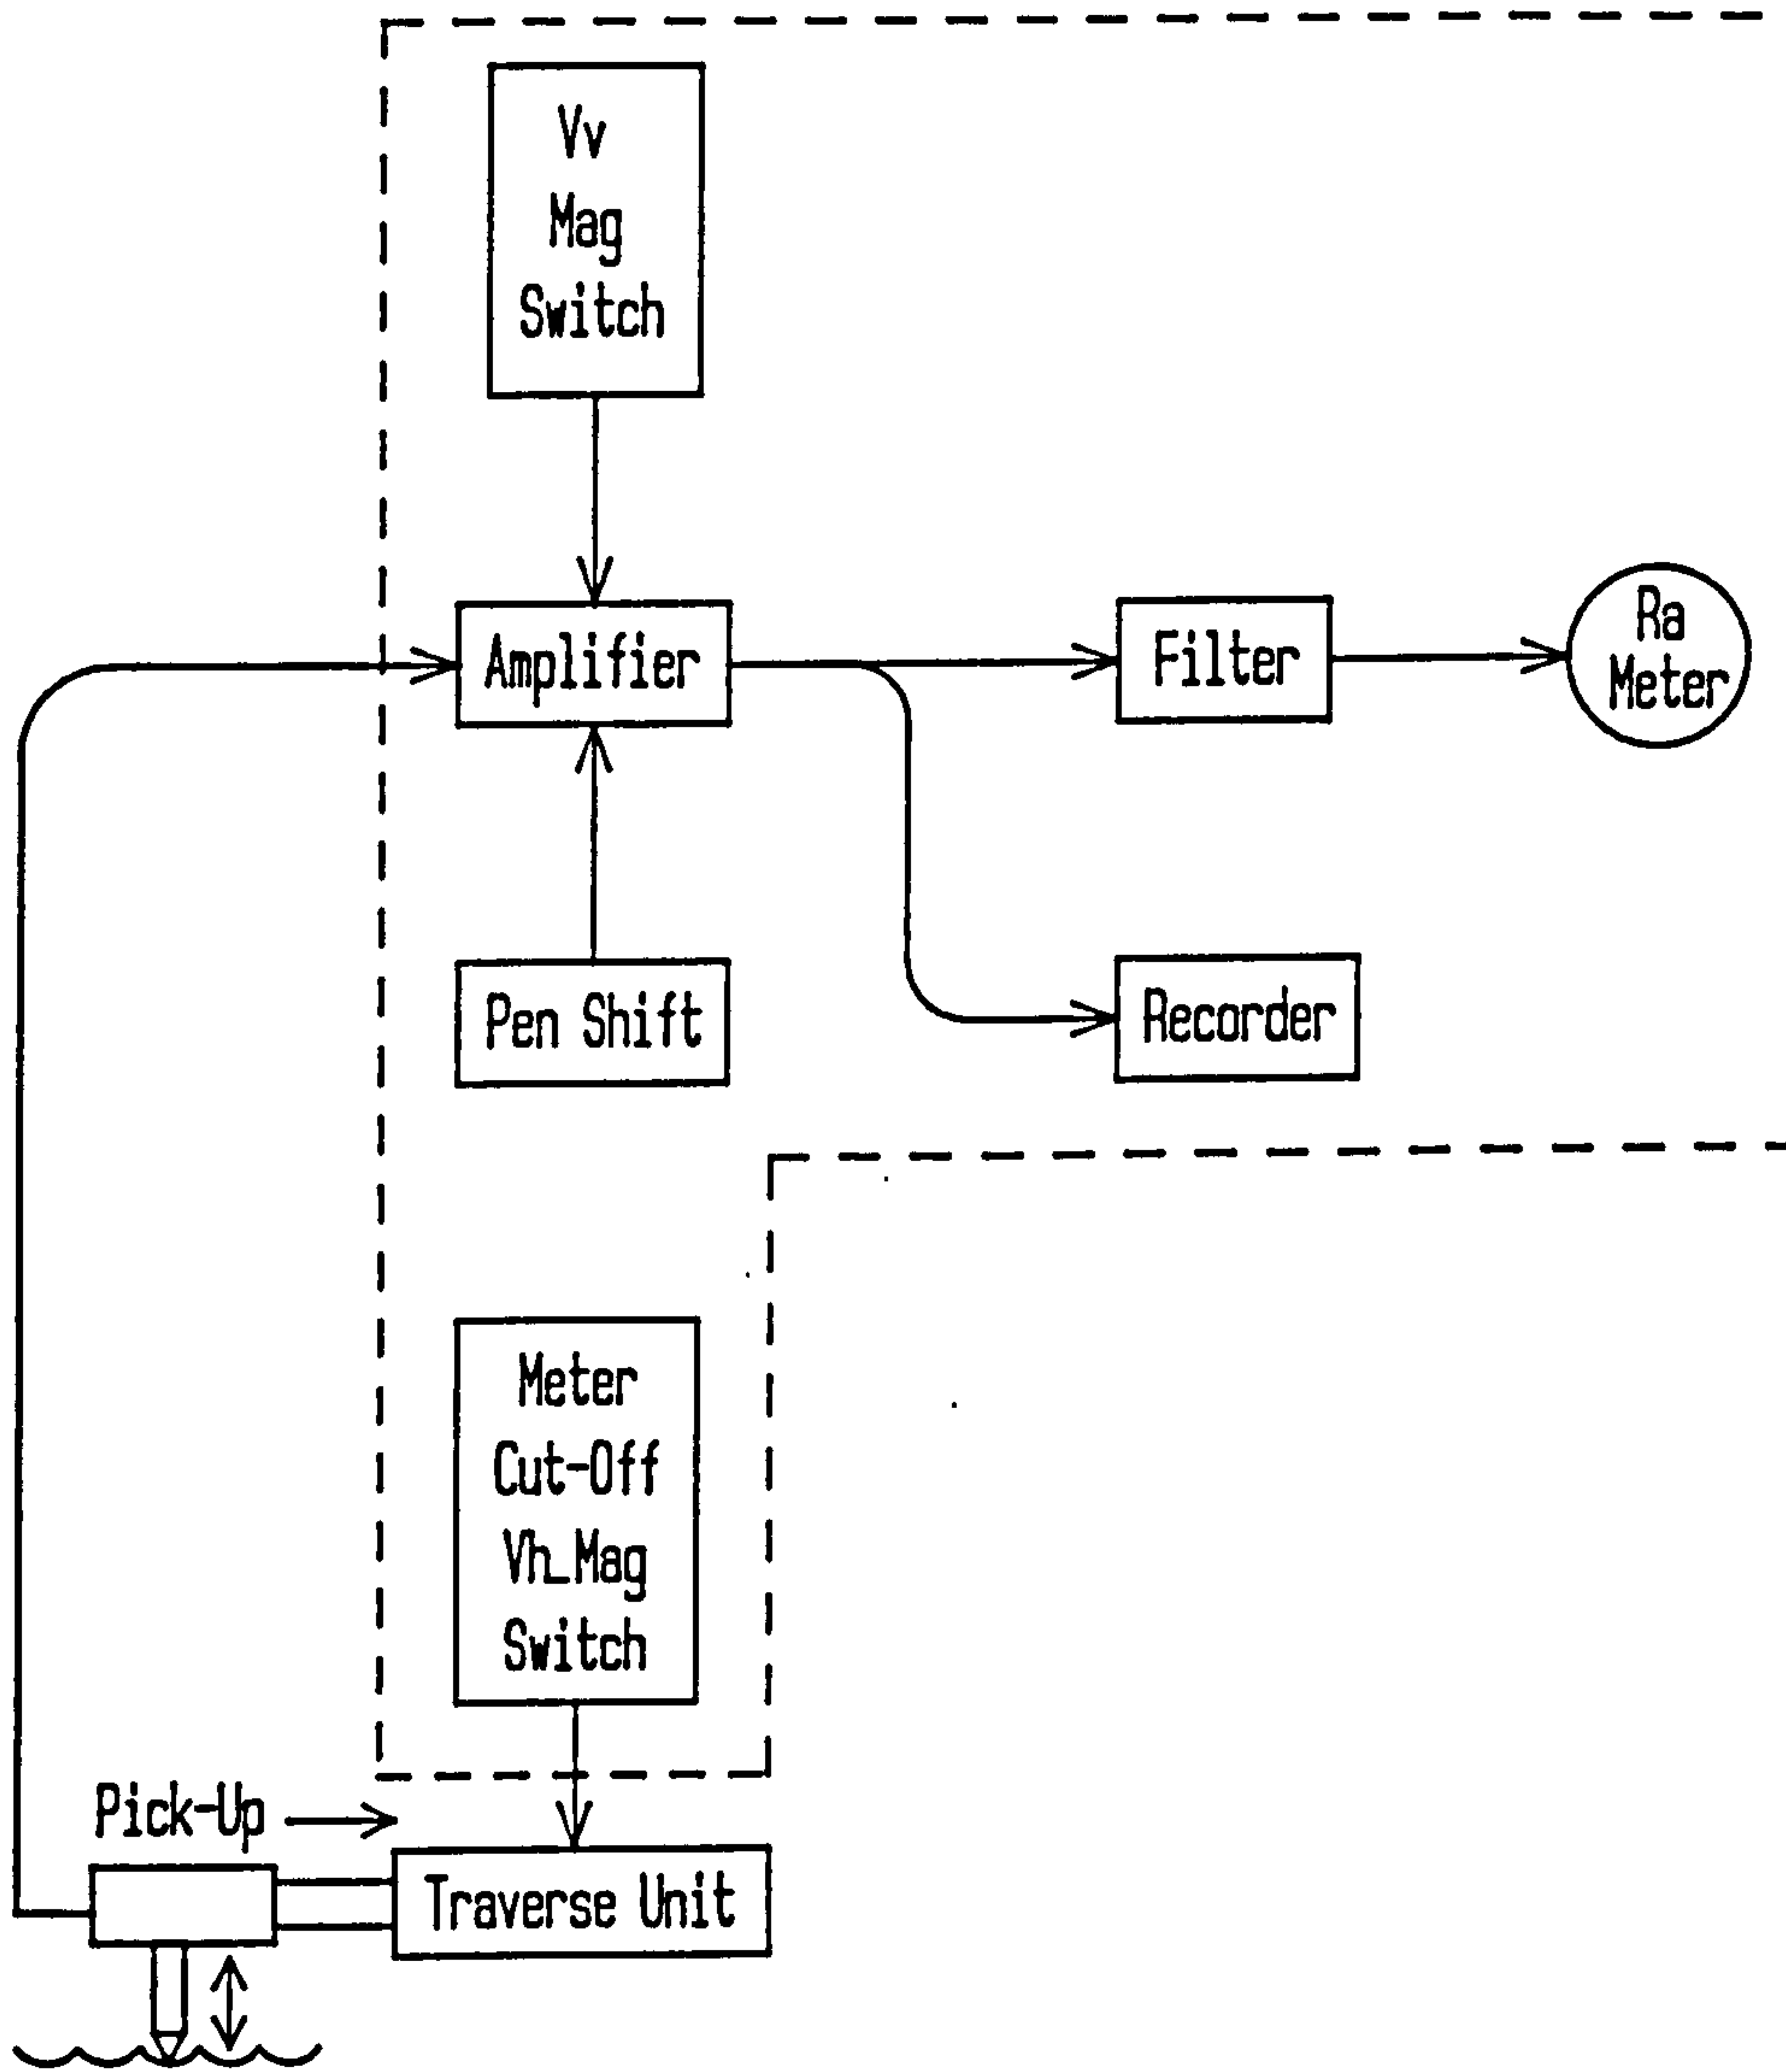 Vv
Mag
Switch
Amplifier
Filter
Ra
Meter
Pen Shift
Recorder
Meter
Cut-Off
Vh_Mag
Switch
Pick-Up
Traverse Unit